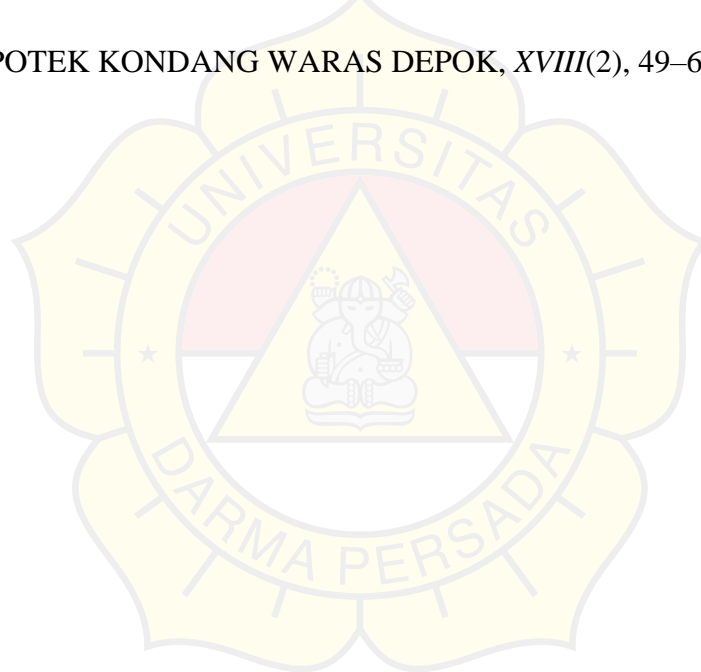 POTEK KONDANG WARAS DEPOK, XVIII(2), 49–6
UNIVERSITAS
DARMA PERSADA